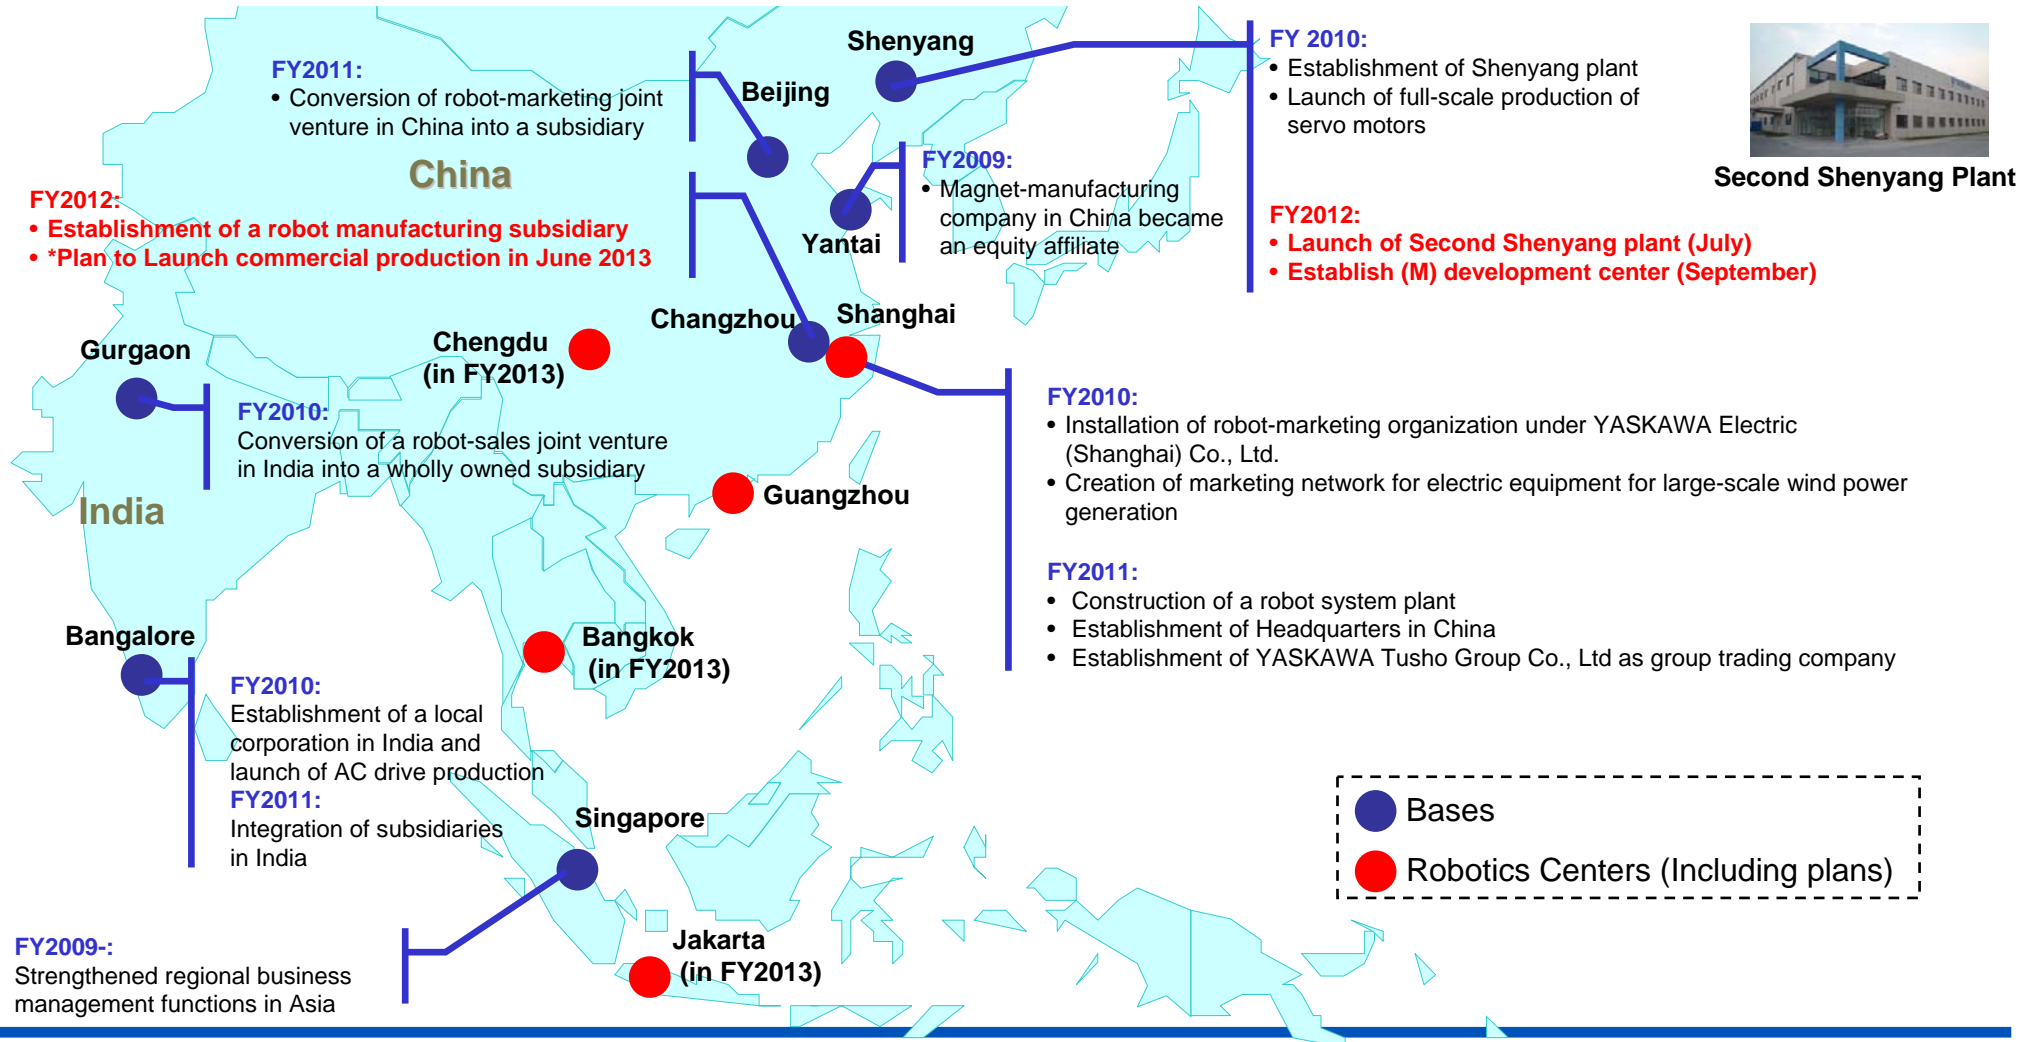 Shenyang
FY 2010:
• Establishment of Shenyang plant
• Launch of full-scale production of
servo motors
Second Shenyang Plant
FY2012:
• Launch of Second Shenyang plant (July)
• Establish (M) development center (September)
FY2011:
• Conversion of robot-marketing joint
venture in China into a subsidiary
Beijing
China
FY2009:
• Magnet-manufacturing
company in China became
an equity affiliate
Yantai
FY2012:
• Establishment of a robot manufacturing subsidiary
• *Plan to Launch commercial production in June 2013
Changzhou
Shanghai
Chengdu
(in FY2013)
Gurgaon
FY2010:
Conversion of a robot-sales joint venture
in India into a wholly owned subsidiary
India
Guangzhou
FY2010:
• Installation of robot-marketing organization under YASKAWA Electric
(Shanghai) Co., Ltd.
• Creation of marketing network for electric equipment for large-scale wind power
generation
FY2011:
• Construction of a robot system plant
• Establishment of Headquarters in China
• Establishment of YASKAWA Tusho Group Co., Ltd as group trading company
Bangalore
Bangkok
(in FY2013)
FY2010:
Establishment of a local
corporation in India and
launch of AC drive production
FY2011:
Integration of subsidiaries
in India
Singapore
Bases
Robotics Centers (Including plans)
FY2009-:
Strengthened regional business
management functions in Asia
Jakarta
(in FY2013)